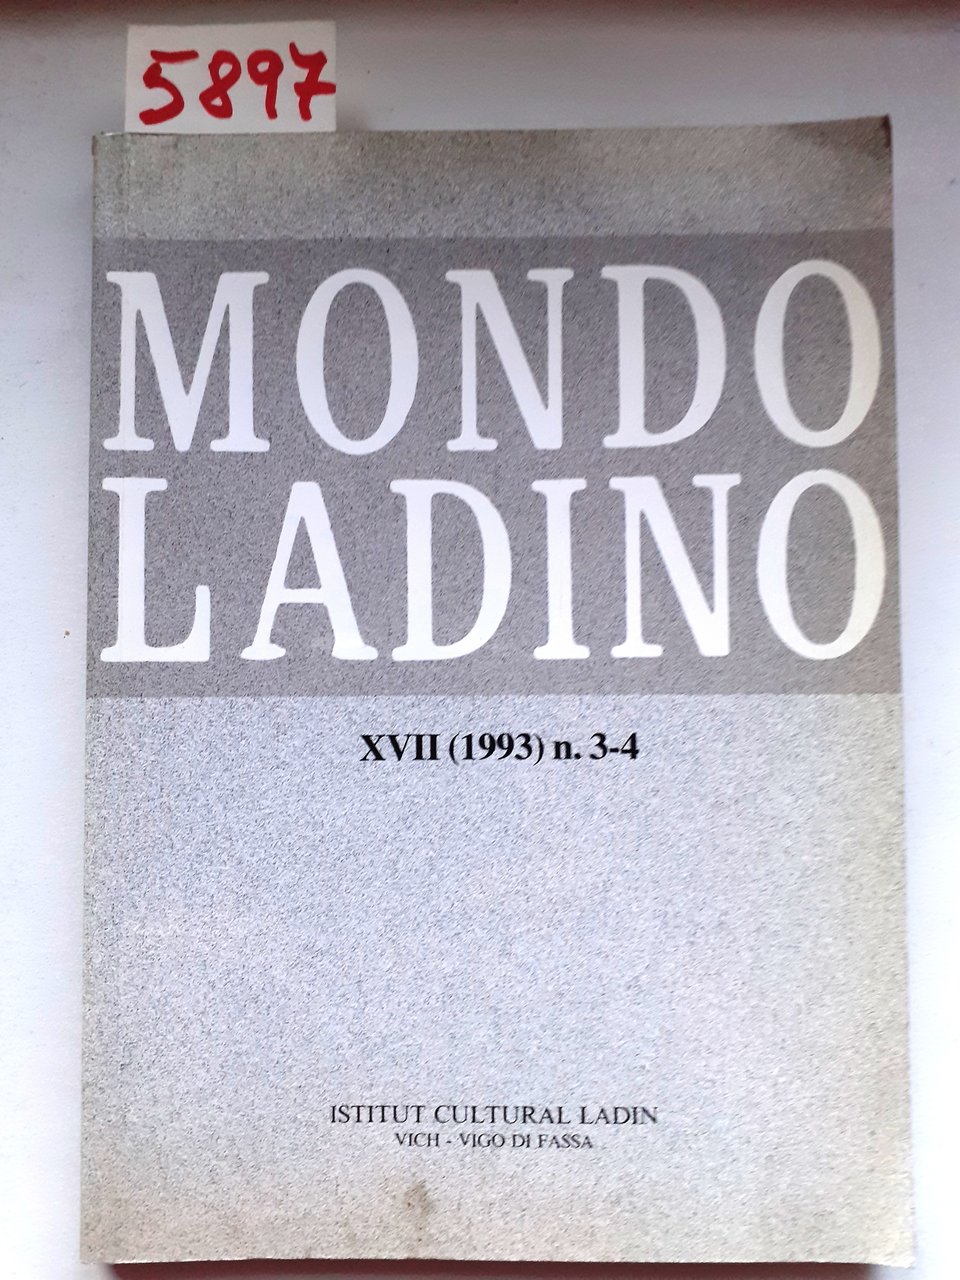 5897
MONDO
LADINO
XVII (1993) n. 3-4
ISTITUT CULTURAL LADIN
VICH - VIGO DI FASSA